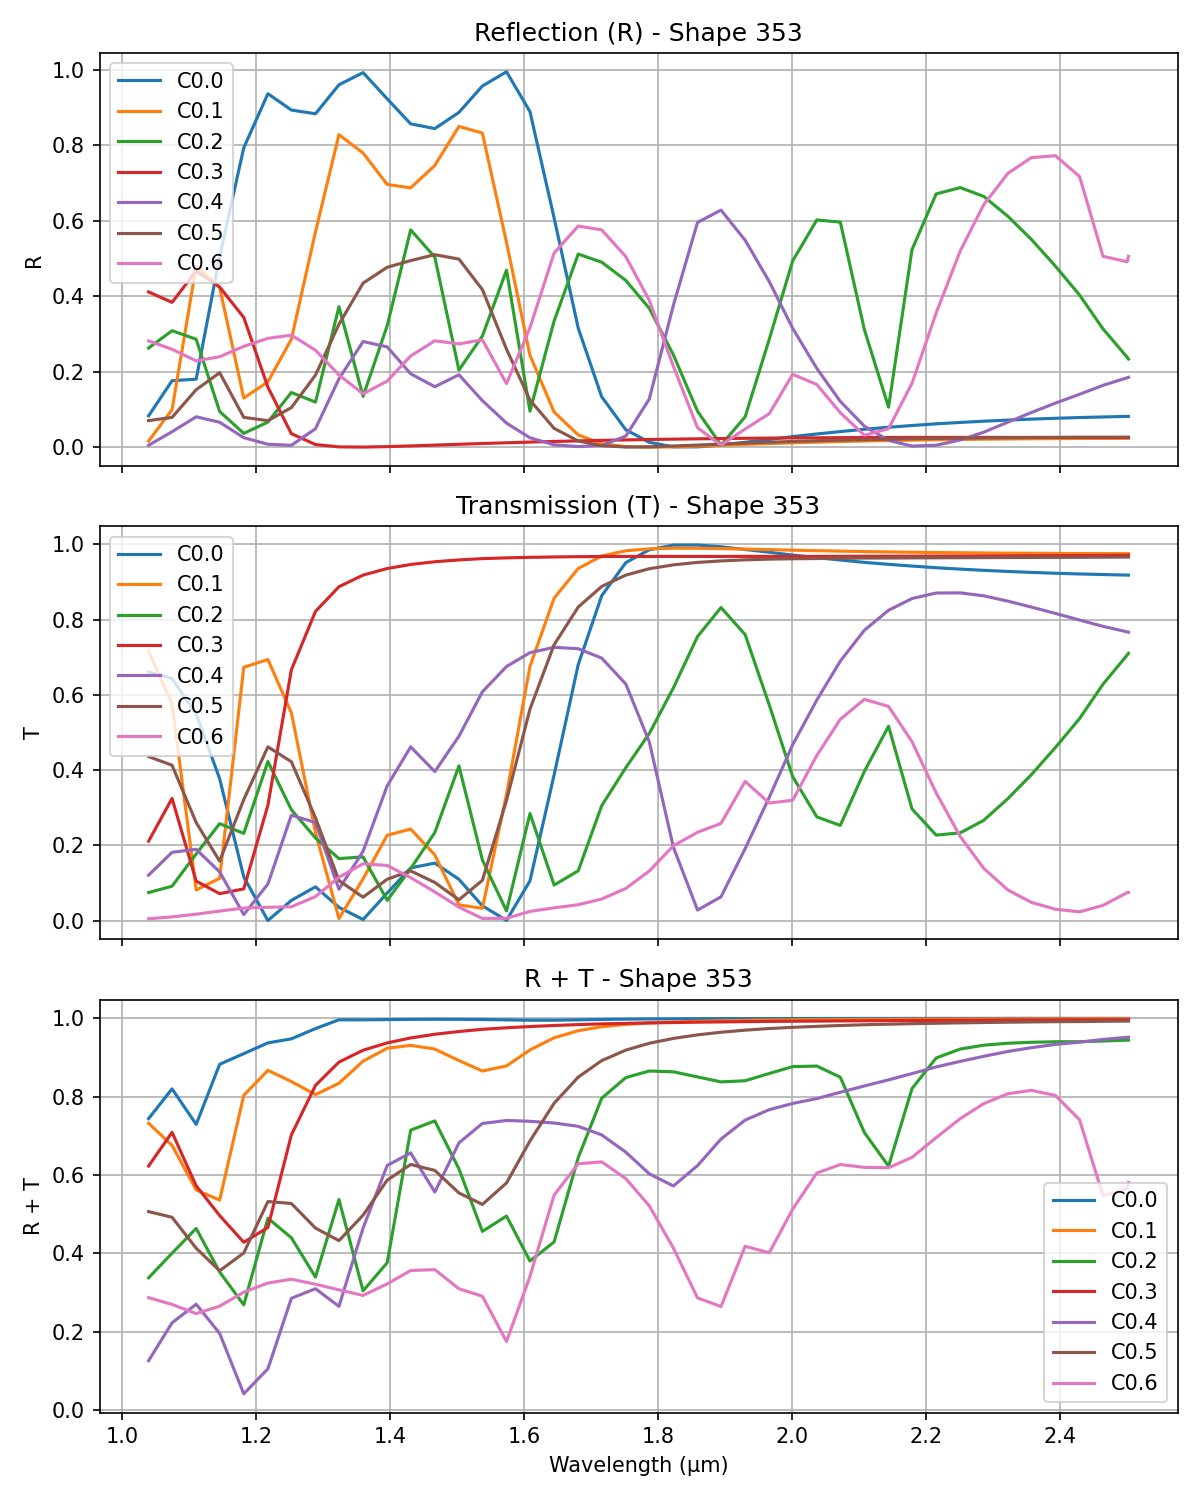 Reflection (R) - Shape 353
1.0
0.8
0.6
0.4
0.2
0.0
R
C0.0
C0.1
C0.2
C0.3
C0.4
C0.5
C0.6
Transmission (T) - Shape 353
1.0
0.8
0.6
0.4
0.2
0.0
T
C0.0
C0.1
C0.2
C0.3
C0.4
C0.5
C0.6
R + T - Shape 353
1.0
0.8
0.6
0.4
0.2
0.0
R + T
C0.0
C0.1
C0.2
C0.3
C0.4
C0.5
C0.6
1.0 1.2 1.4 1.6 1.8 2.0 2.2 2.4
Wavelength (μm)